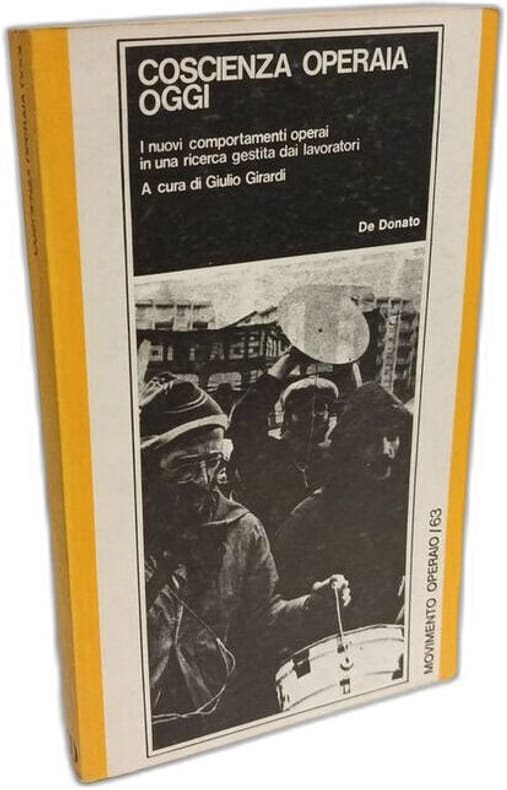 COSCIENZA OPERAIA
OGGI
I nuovi comportamenti operai
in una ricerca gestita dai lavoratori
A cura di Giulio Girardi
De Donato
MOVIMENTO OPERAIO/63